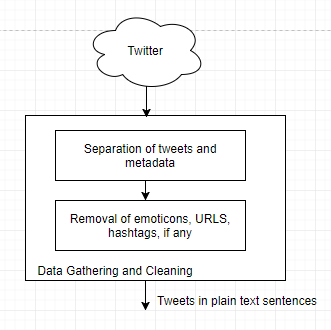 Twitter
Separation of tweets and
metadata
Removal of emoticons, URLS,
hashtags, if any
Data Gathering and Cleaning
Tweets in plain text sentences